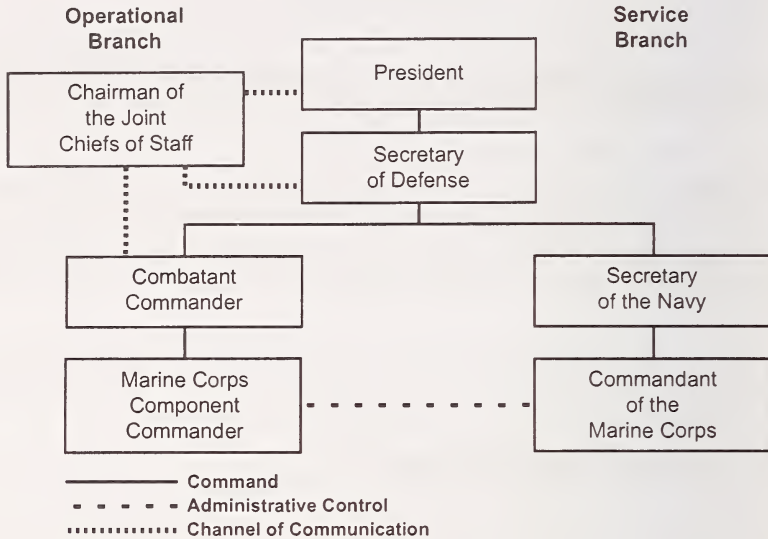 Operational
Branch
Service
Branch
President
Chairman of
the Joint
Chiefs of Staff
Secretary
of Defense
Combatant
Commander
Secretary
of the Navy
Marine Corps
Component
Commander
Commandant
of the
Marine Corps
Command
Administrative Control
Channel of Communication